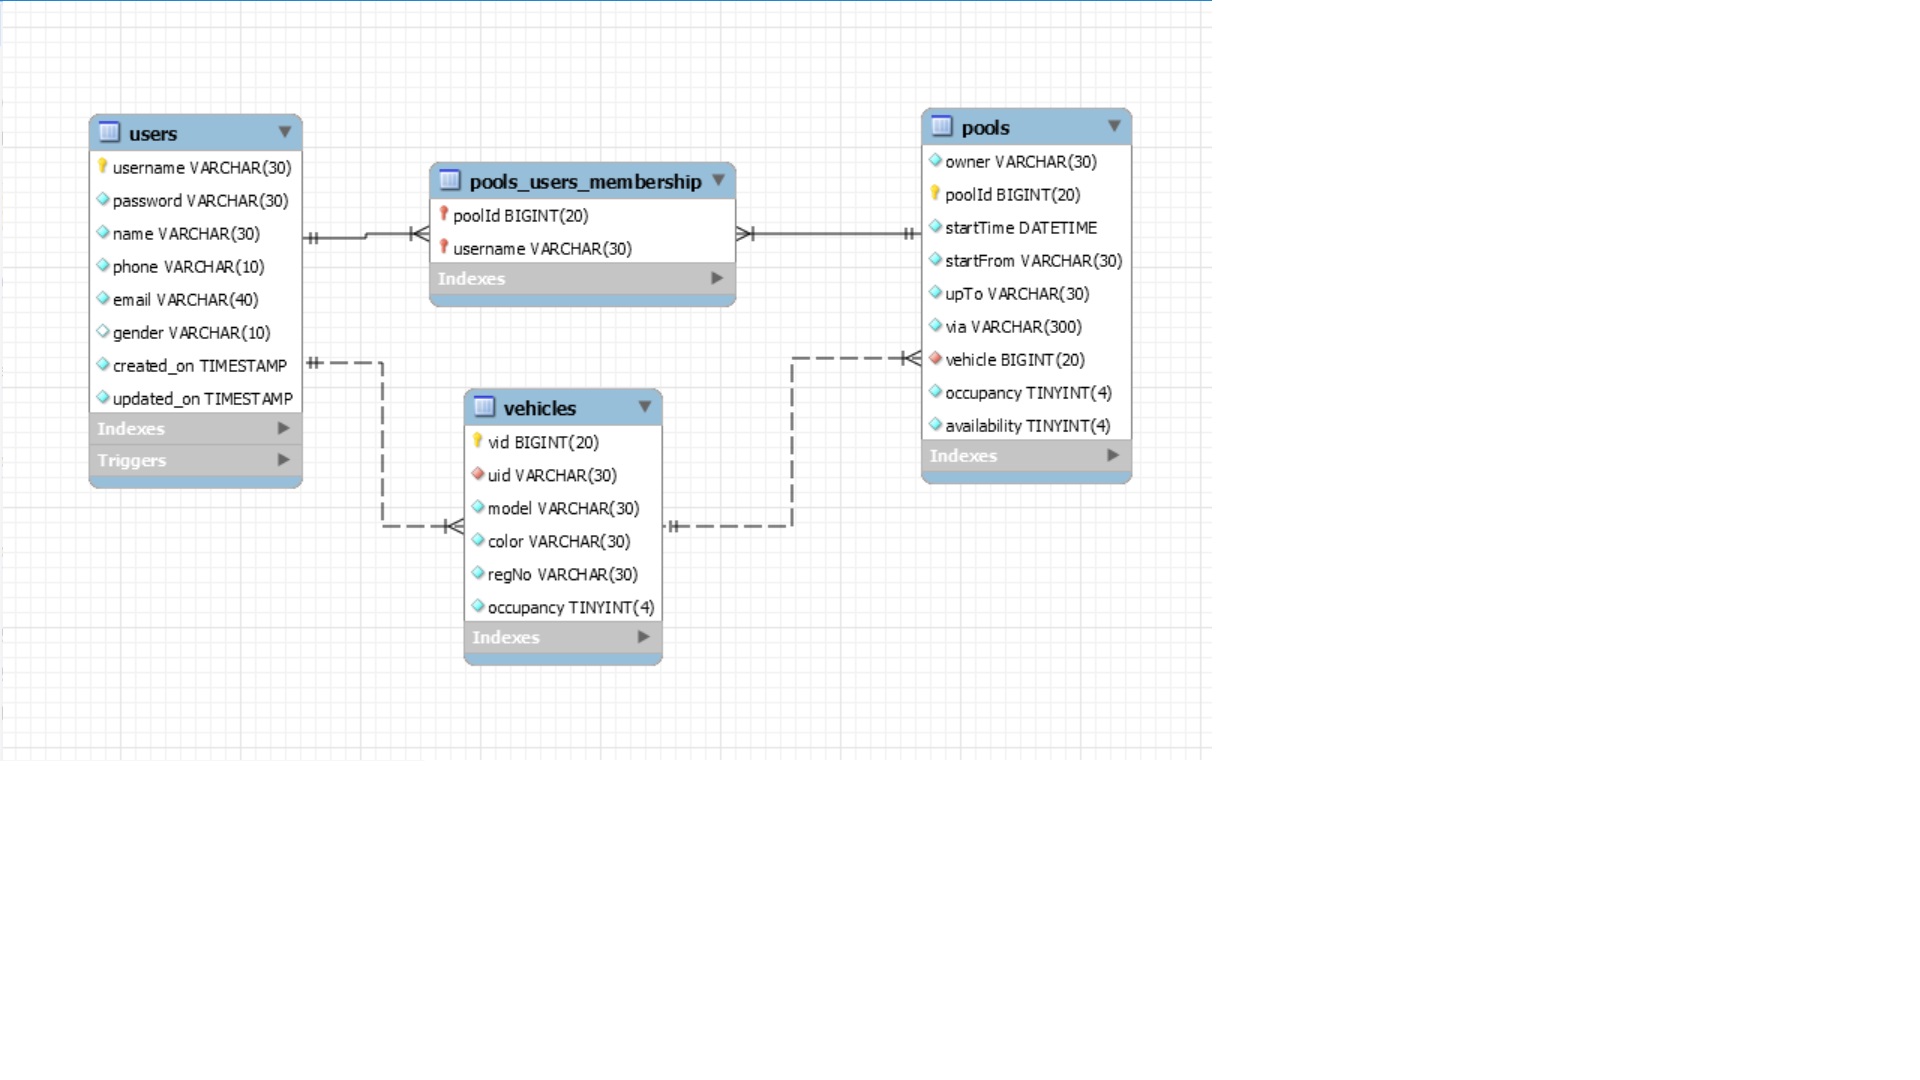 users
username VARCHAR(30)
password VARCHAR(30)
name VARCHAR(30)
phone VARCHAR(10)
email VARCHAR(40)
gender VARCHAR(10)
created_on TIMESTAMP
updated_on TIMESTAMP
Indexes
Triggers
pools_users_membership
poolId BIGINT(20)
username VARCHAR(30)
Indexes
vehicles
vid BIGINT(20)
uid VARCHAR(30)
model VARCHAR(30)
color VARCHAR(30)
regNo VARCHAR(30)
occupancy TINYINT(4)
Indexes
pools
owner VARCHAR(30)
poolId BIGINT(20)
startTime DATETIME
startFrom VARCHAR(30)
upTo VARCHAR(30)
via VARCHAR(300)
vehicle BIGINT(20)
occupancy TINYINT(4)
availability TINYINT(4)
Indexes